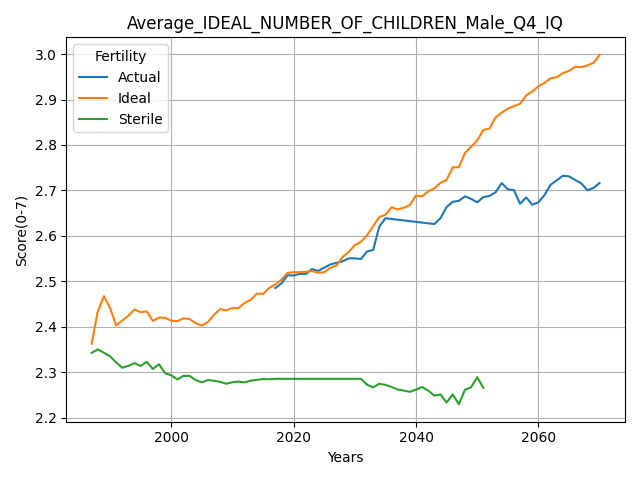 Average_IDEAL_NUMBER_OF_CHILDREN_Male_Q4_IQ
Fertility
Actual
Ideal
Sterile
Score(0-7)
3.0
2.9
2.8
2.7
2.6
2.5
2.4
2.3
2.2
2000 2020 2040 2060
Years